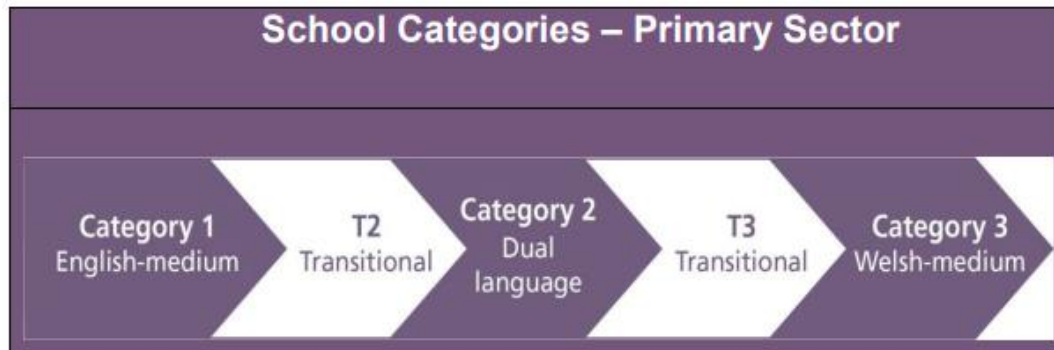 School Categories – Primary Sector
Category 1
English-medium
T2
Transitional
Category 2
Dual
language
T3
Transitional
Category 3
Welsh-medium